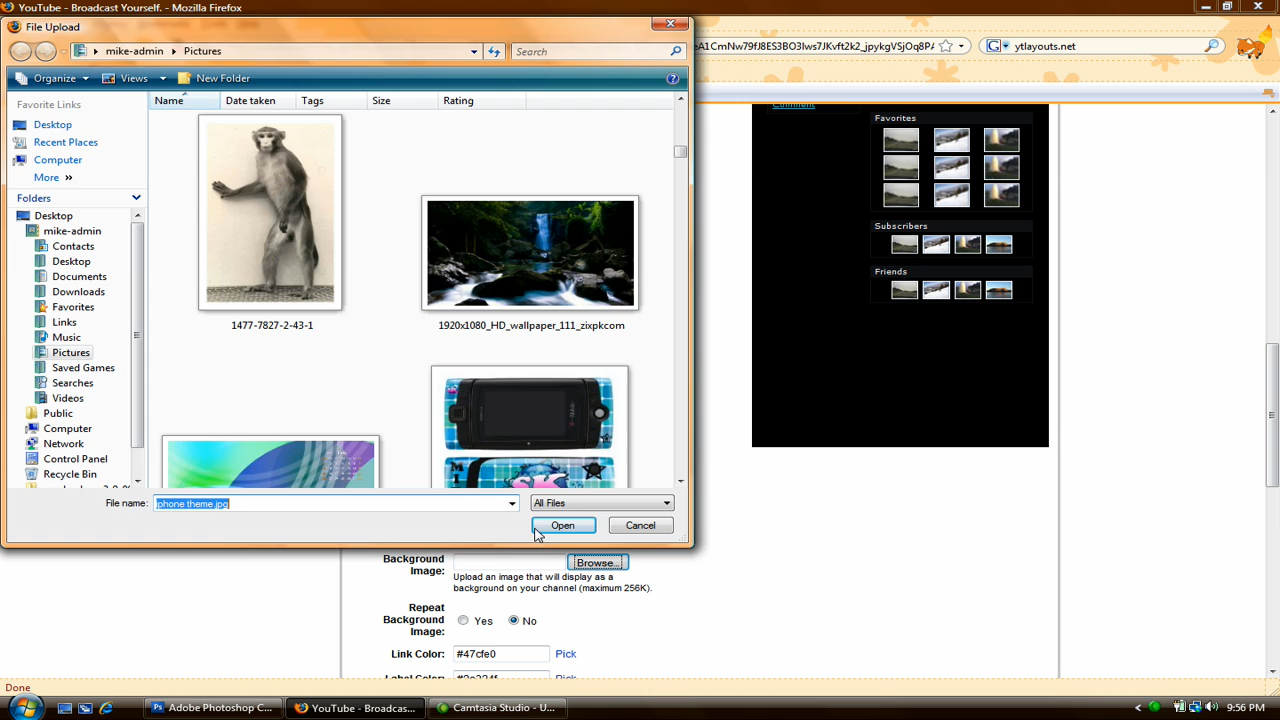 YouTube - Broadcast Yourself. - Mozilla Firefox
File Upload
mike-admin
Pictures
Search
A1CmNw79fJ8ES3BO3Iws7JKvft2k2_jpykgVSjOq8P
ytlayouts.net
Organize
Views
New Folder
Favorite Links
Desktop
Recent Places
Computer
More »
Folders
Desktop
mike-admin
Contacts
Desktop
Documents
Downloads
Favorites
Links
Music
Pictures
Saved Games
Searches
Videos
Public
Computer
Network
Control Panel
Recycle Bin
Name
Date taken
Tags
Size
Rating
1477-7827-2-43-1
1920x1080_HD_wallpaper_111_zixpkcom
File name:
iphone theme.jpg
All Files
Open
Cancel
Comment
Favorites
Subscribers
Friends
Background Image:
Browse...
Upload an image that will display as a
background on your channel (maximum 256K).
Repeat
Background
Image:
Yes
No
Link Color:
#47cfe0
Pick
Done
Adobe Photoshop C...
YouTube - Broadcas...
Camtasia Studio - U...
9:56 PM